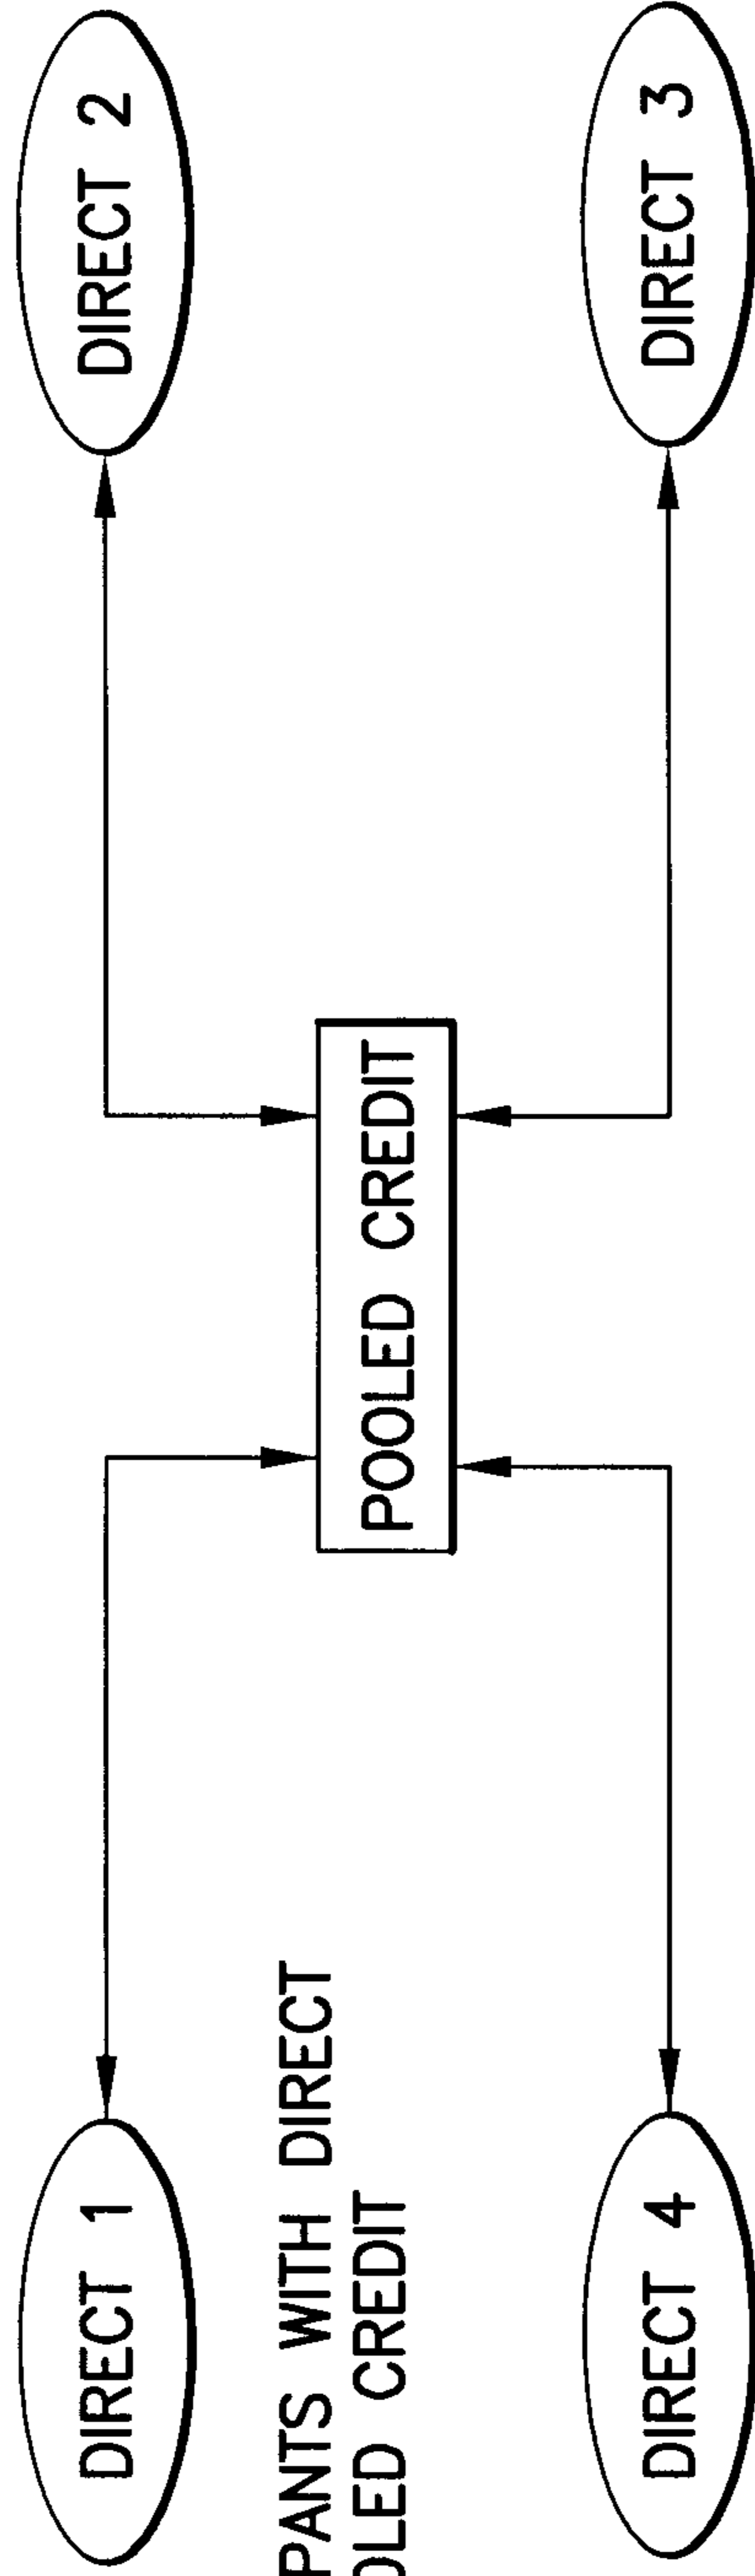 DIRECT 1
DIRECT 2
PANTS WITH DIRECT
OLED CREDIT
POOLED CREDIT
DIRECT 4
DIRECT 3